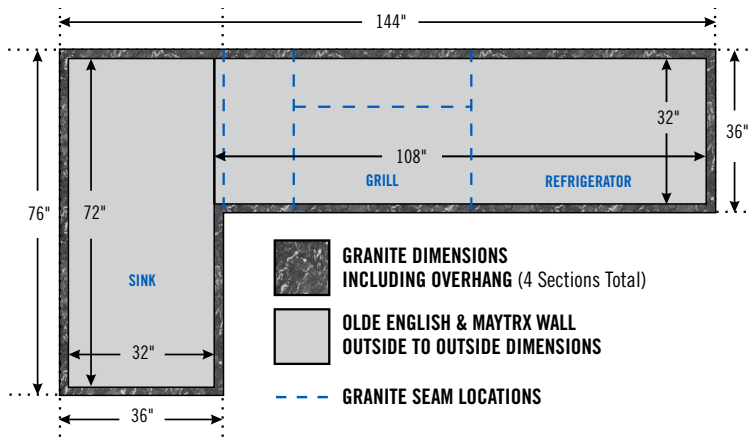 144"
76"
72"
32"
36"
108"
GRILL
REFRIGERATOR
SINK
32"
36"
GRANITE DIMENSIONS
INCLUDING OVERHANG (4 Sections Total)
OLDE ENGLISH & MAYTRX WALL
OUTSIDE TO OUTSIDE DIMENSIONS
GRANITE SEAM LOCATIONS